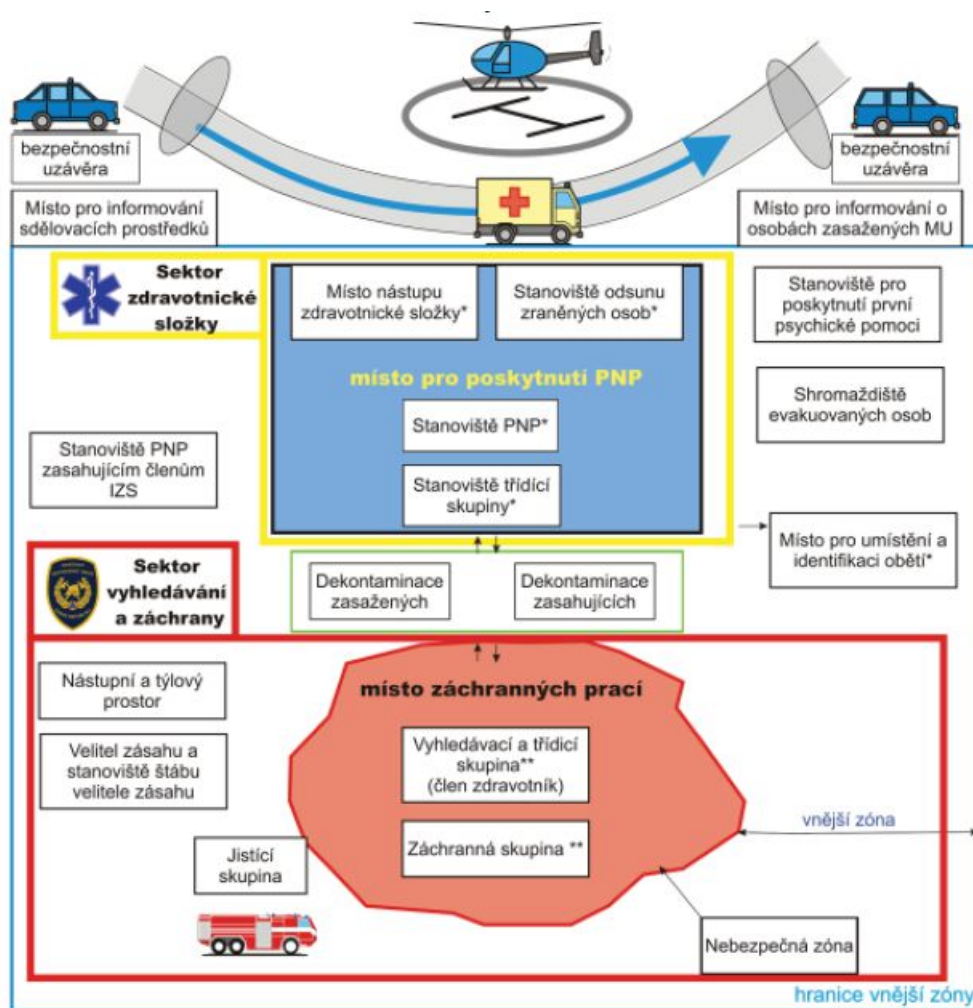 bezpečnostní
uzávěra
bezpečnostní
uzávěra
Místo pro informování
sdělovacích prostředků
Místo pro informování o
osobách zasažených MU
Sektor
zdravotnické
složky
Místo nástupu
zdravotnické složky*
Stanoviště odsunu
zraněných osob*
Stanoviště pro
poskytnutí první
psychické pomoci
místo pro poskytnutí PNP
Shromaždiště
evakuovaných osob
Stanoviště PNP*
Stanoviště PNP
zasahujícím členům
IZS
Stanoviště třídící
skupiny*
Místo pro umístění a
identifikaci obětí*
Sektor
vyhledávání
a záchrany
Dekontaminace
zasažených
Dekontaminace
zasahujících
Nástupní a týlový
prostor
místo záchranných prací
Velitel zásahu a
stanoviště štábu
velitele zásahu
Vyhledávací a třídicí
skupina**
(člen zdravotník)
vnější zóna
Záchranná skupina **
Jistící
skupina
Nebezpečná zóna
hranice vnější zóny